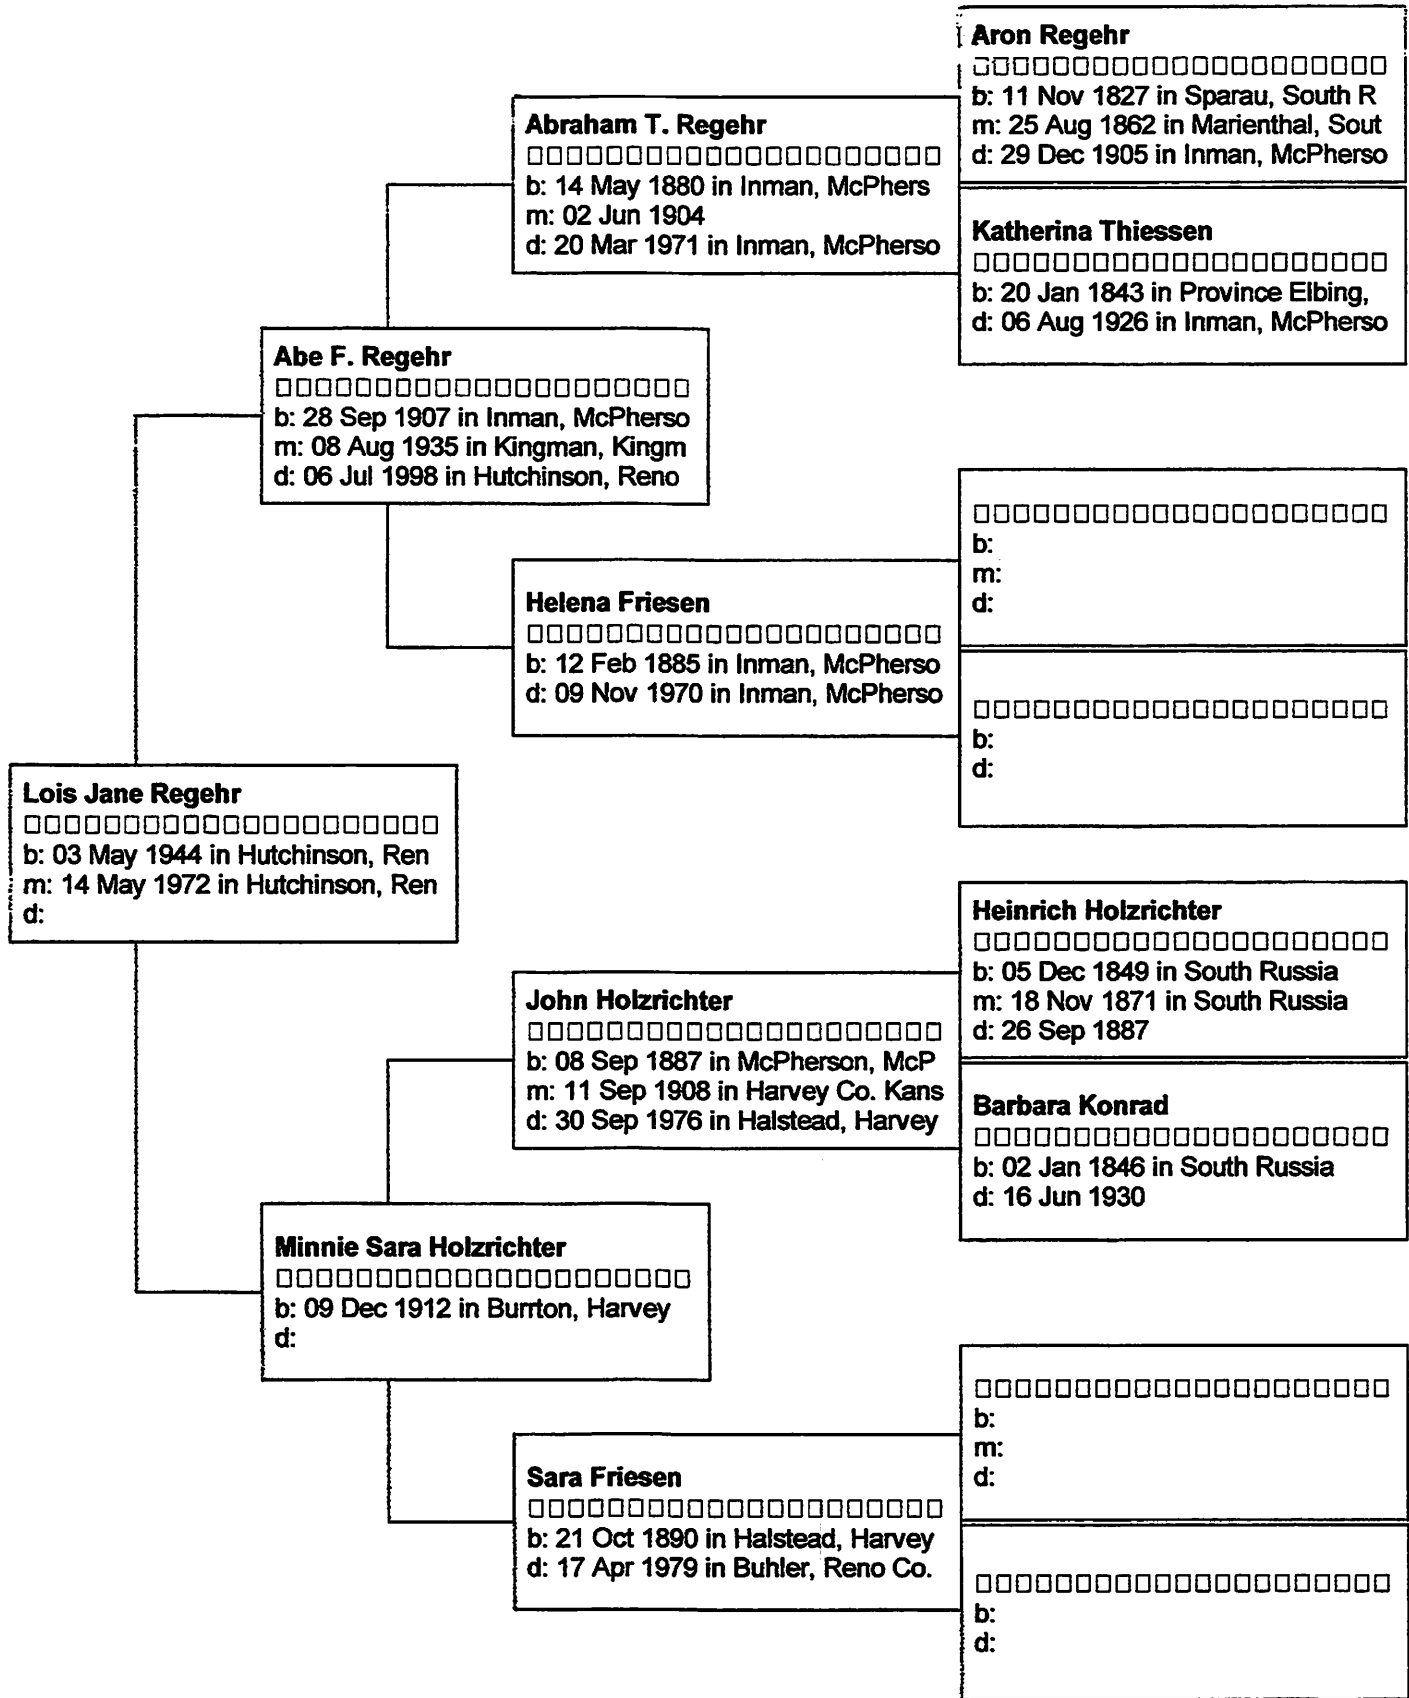 Aron Regehr
b: 11 Nov 1827 in Sparau, South R
m: 25 Aug 1862 in Marienthal, Sout
d: 29 Dec 1905 in Inman, McPherso
Abraham T. Regehr
b: 14 May 1880 in Inman, McPhers
m: 02 Jun 1904
d: 20 Mar 1971 in Inman, McPherso
Katherina Thiessen
b: 20 Jan 1843 in Province Elbing,
d: 06 Aug 1926 in Inman, McPherso
Abe F. Regehr
b: 28 Sep 1907 in Inman, McPherso
m: 08 Aug 1935 in Kingman, Kingm
d: 06 Jul 1998 in Hutchinson, Reno
b:
m:
d:
Helena Friesen
b: 12 Feb 1885 in Inman, McPherso
d: 09 Nov 1970 in Inman, McPherso
b:
d:
Lois Jane Regehr
b: 03 May 1944 in Hutchinson, Ren
m: 14 May 1972 in Hutchinson, Ren
d:
Heinrich Holzrichter
b: 05 Dec 1849 in South Russia
m: 18 Nov 1871 in South Russia
d: 26 Sep 1887
John Holzrichter
b: 08 Sep 1887 in McPherson, McP
m: 11 Sep 1908 in Harvey Co. Kans
d: 30 Sep 1976 in Halstead, Harvey
Barbara Konrad
b: 02 Jan 1846 in South Russia
d: 16 Jun 1930
Minnie Sara Holzrichter
b: 09 Dec 1912 in Burrton, Harvey
d:
b:
m:
d:
Sara Friesen
b: 21 Oct 1890 in Halstead, Harvey
d: 17 Apr 1979 in Buhler, Reno Co.
b:
d: